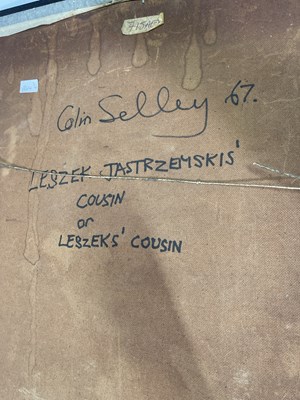 Colin Selley 67.
LESZEK JASTRZEMSKIS'
COUSIN
or
LESZEKS' COUSIN